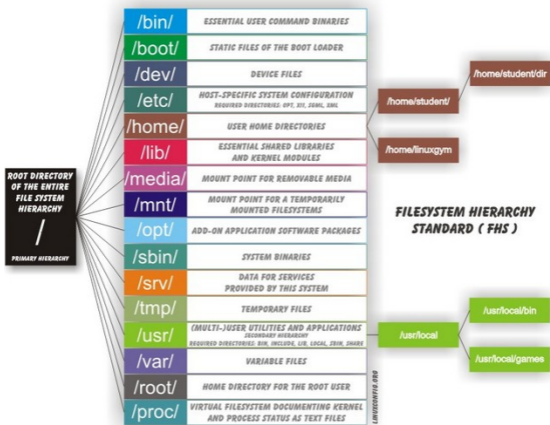 ROOT DIRECTORY
OF THE ENTIRE
FILE SYSTEM
HIERARCHY
/
PRIMARY HIERARCHY
/bin/ ESSENTIAL USER COMMAND BINARIES
/boot/ STATIC FILES OF THE BOOT LOADER
/dev/ DEVICE FILES
/etc/ HOST-SPECIFIC SYSTEM CONFIGURATION
REQUIRED DIRECTORIES: OPT, X11, SGML, XML
/home/ USER HOME DIRECTORIES
/home/student/
/home/student/dir
/home/linuxgym
/lib/ ESSENTIAL SHARED LIBRARIES
AND KERNEL MODULES
/media/ MOUNT POINT FOR REMOVABLE MEDIA
/mnt/ MOUNT POINT FOR A TEMPORARILY
MOUNTED FILESYSTEMS
/opt/ ADD-ON APPLICATION SOFTWARE PACKAGES
/sbin/ SYSTEM BINARIES
/srv/ DATA FOR SERVICES
PROVIDED BY THIS SYSTEM
/tmp/ TEMPORARY FILES
/usr/ (MULTI-)USER UTILITIES AND APPLICATIONS
SECONDARY HIERARCHY
REQUIRED DIRECTORIES: BIN, INCLUDE, LIB, LOCAL, SBIN, SHARE
/usr/local
/usr/local/bin
/usr/local/games
/var/ VARIABLE FILES
/root/ HOME DIRECTORY FOR THE ROOT USER
/proc/ VIRTUAL FILESYSTEM DOCUMENTING KERNEL
AND PROCESS STATUS AS TEXT FILES
FILESYSTEM HIERARCHY
STANDARD ( FHS )
LINUXCONFIG.ORG